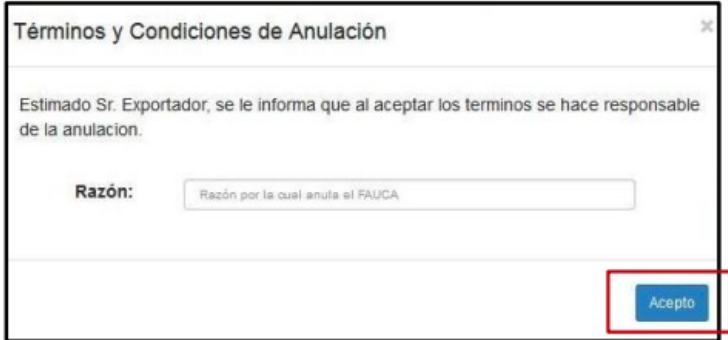 Términos y Condiciones de Anulación
×
Estimado Sr. Exportador, se le informa que al aceptar los terminos se hace responsable
de la anulacion.
Razón:
Razón por la cual anula el FAUCA
Acepto